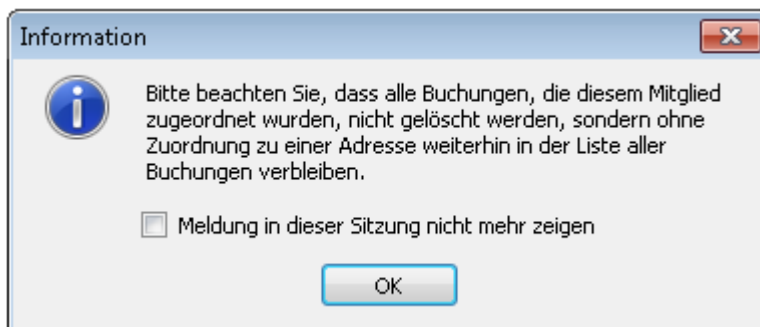 Information
Bitte beachten Sie, dass alle Buchungen, die diesem Mitglied
zugeordnet wurden, nicht gelöscht werden, sondern ohne
Zuordnung zu einer Adresse weiterhin in der Liste aller
Buchungen verbleiben.
Meldung in dieser Sitzung nicht mehr zeigen
OK